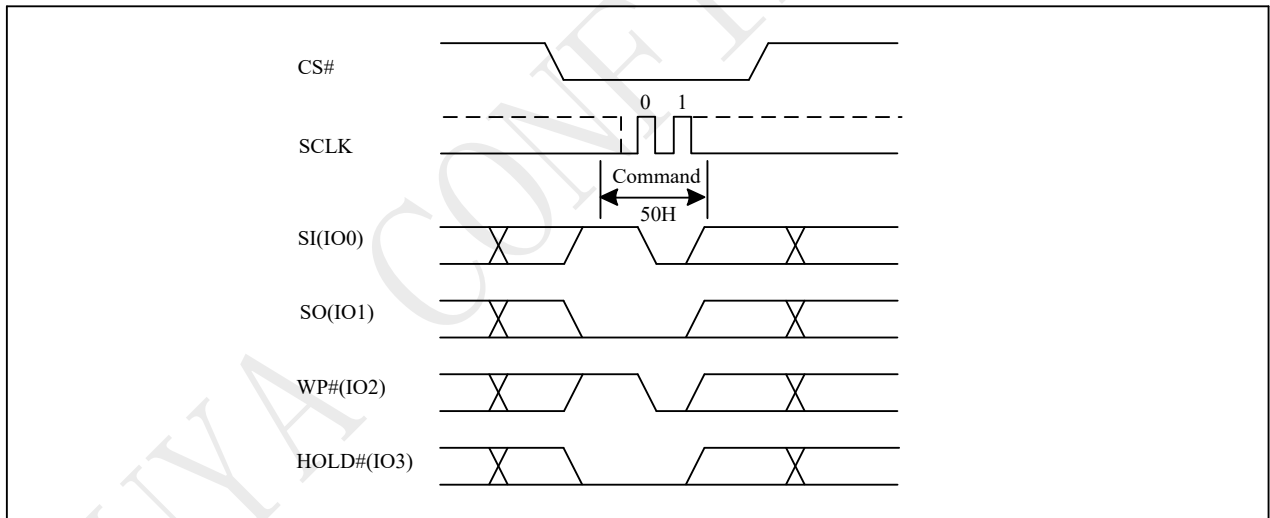 CS#
0 1
SCLK
Command
50H
SI(IO0)
SO(IO1)
WP#(IO2)
HOLD#(IO3)